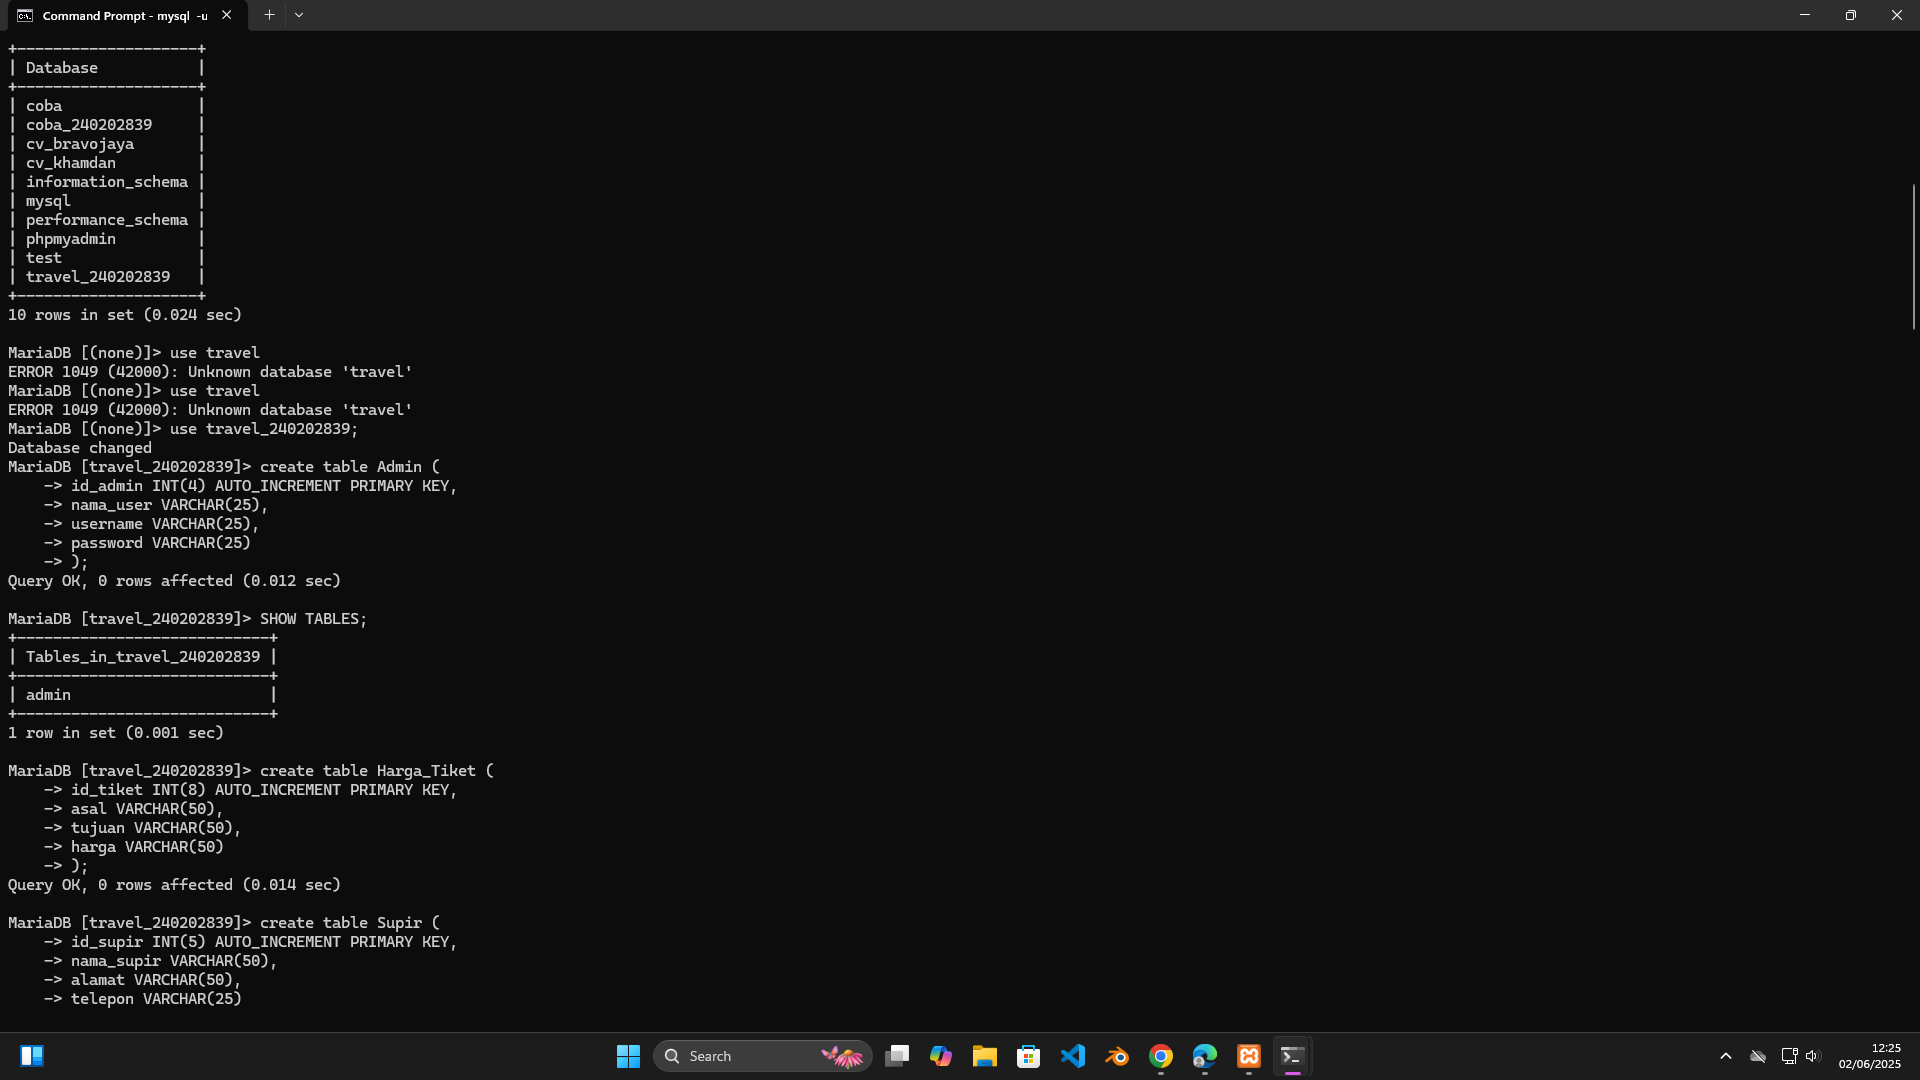 Command Prompt - mysql -u
+--------------------+
| Database           |
+--------------------+
| coba               |
| coba_240202839     |
| cv_bravojaya       |
| cv_khamdan         |
| information_schema |
| mysql              |
| performance_schema |
| phpmyadmin         |
| test               |
| travel_240202839   |
+--------------------+
10 rows in set (0.024 sec)
MariaDB [(none)]> use travel
ERROR 1049 (42000): Unknown database 'travel'
MariaDB [(none)]> use travel
ERROR 1049 (42000): Unknown database 'travel'
MariaDB [(none)]> use travel_240202839;
Database changed
MariaDB [travel_240202839]> create table Admin (
    -> id_admin INT(4) AUTO_INCREMENT PRIMARY KEY,
    -> nama_user VARCHAR(25),
    -> username VARCHAR(25),
    -> password VARCHAR(25)
    -> );
Query OK, 0 rows affected (0.012 sec)
MariaDB [travel_240202839]> SHOW TABLES;
+----------------------------+
| Tables_in_travel_240202839 |
+----------------------------+
| admin                      |
+----------------------------+
1 row in set (0.001 sec)
MariaDB [travel_240202839]> create table Harga_Tiket (
    -> id_tiket INT(8) AUTO_INCREMENT PRIMARY KEY,
    -> asal VARCHAR(50),
    -> tujuan VARCHAR(50),
    -> harga VARCHAR(50)
    -> );
Query OK, 0 rows affected (0.014 sec)
MariaDB [travel_240202839]> create table Supir (
    -> id_supir INT(5) AUTO_INCREMENT PRIMARY KEY,
    -> nama_supir VARCHAR(50),
    -> alamat VARCHAR(50),
    -> telepon VARCHAR(25)
Search
12:25
02/06/2025